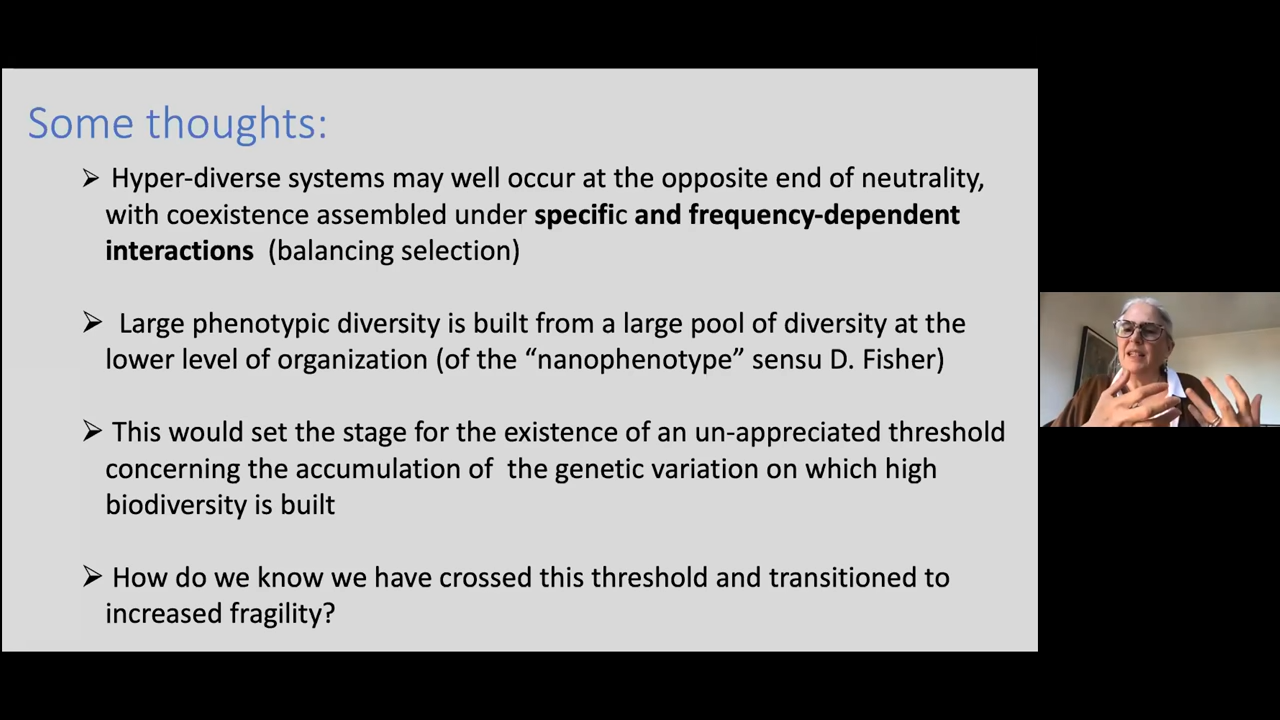 Some thoughts:
➢ Hyper-diverse systems may well occur at the opposite end of neutrality,
with coexistence assembled under specific and frequency-dependent
interactions (balancing selection)
➢ Large phenotypic diversity is built from a large pool of diversity at the
lower level of organization (of the “nanophenotype” sensu D. Fisher)
➢ This would set the stage for the existence of an un-appreciated threshold
concerning the accumulation of the genetic variation on which high
biodiversity is built
➢ How do we know we have crossed this threshold and transitioned to
increased fragility?